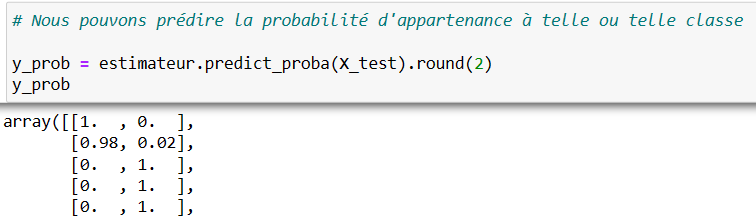 # Nous pouvons prédire la probabilité d'appartenance à telle ou telle classe
y_prob = estimateur.predict_proba(X_test).round(2)
y_prob
array([[1.  , 0.  ],
       [0.98, 0.02],
       [0.  , 1.  ],
       [0.  , 1.  ],
       [0.  , 1.  ],